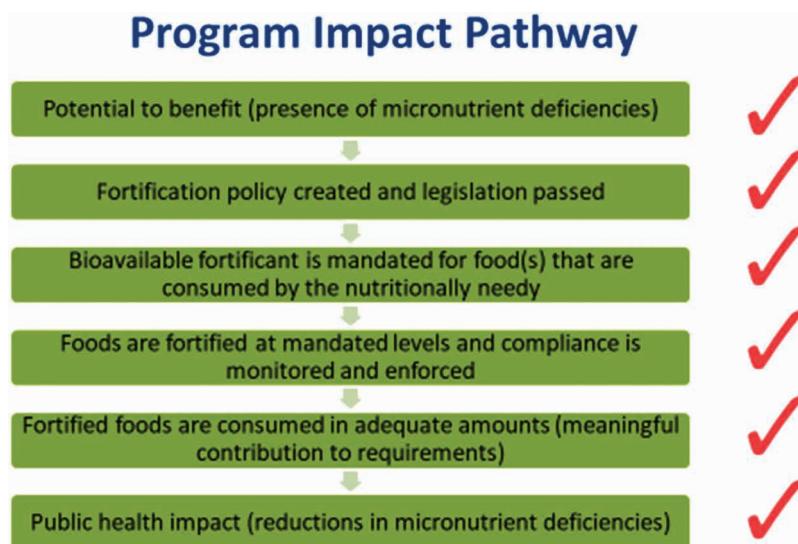 Program Impact Pathway
Potential to benefit (presence of micronutrient deficiencies)
Fortification policy created and legislation passed
Bioavailable fortificant is mandated for food(s) that are
consumed by the nutritionally needy
Foods are fortified at mandated levels and compliance is
monitored and enforced
Fortified foods are consumed in adequate amounts (meaningful
contribution to requirements)
Public health impact (reductions in micronutrient deficiencies)